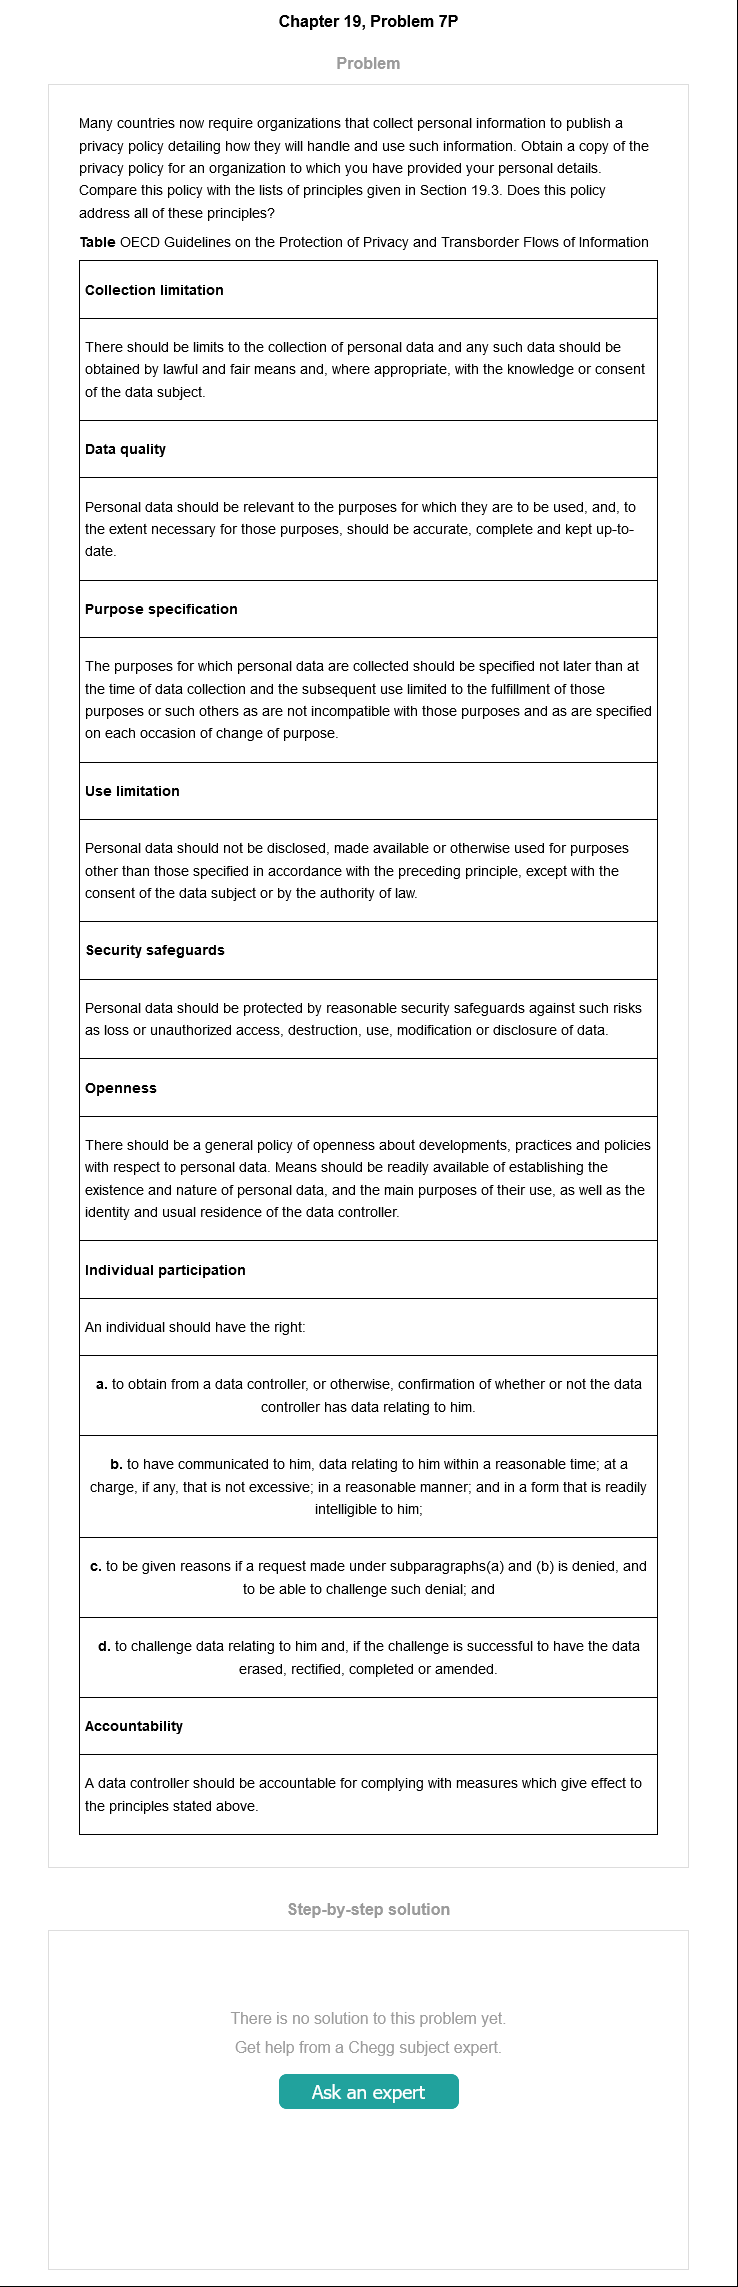 Chapter 19, Problem 7P
Problem
Many countries now require organizations that collect personal information to publish a
privacy policy detailing how they will handle and use such information. Obtain a copy of the
privacy policy for an organization to which you have provided your personal details.
Compare this policy with the lists of principles given in Section 19.3. Does this policy
address all of these principles?
Table OECD Guidelines on the Protection of Privacy and Transborder Flows of Information
Collection limitation
There should be limits to the collection of personal data and any such data should be
obtained by lawful and fair means and, where appropriate, with the knowledge or consent
of the data subject.
Data quality
Personal data should be relevant to the purposes for which they are to be used, and, to
the extent necessary for those purposes, should be accurate, complete and kept up-to-
date.
Purpose specification
The purposes for which personal data are collected should be specified not later than at
the time of data collection and the subsequent use limited to the fulfillment of those
purposes or such others as are not incompatible with those purposes and as are specified
on each occasion of change of purpose.
Use limitation
Personal data should not be disclosed, made available or otherwise used for purposes
other than those specified in accordance with the preceding principle, except with the
consent of the data subject or by the authority of law.
Security safeguards
Personal data should be protected by reasonable security safeguards against such risks
as loss or unauthorized access, destruction, use, modification or disclosure of data.
Openness
There should be a general policy of openness about developments, practices and policies
with respect to personal data. Means should be readily available of establishing the
existence and nature of personal data, and the main purposes of their use, as well as the
identity and usual residence of the data controller.
Individual participation
An individual should have the right:
a. to obtain from a data controller, or otherwise, confirmation of whether or not the data
controller has data relating to him.
b. to have communicated to him, data relating to him within a reasonable time; at a
charge, if any, that is not excessive; in a reasonable manner; and in a form that is readily
intelligible to him;
c. to be given reasons if a request made under subparagraphs(a) and (b) is denied, and
to be able to challenge such denial; and
d. to challenge data relating to him and, if the challenge is successful to have the data
erased, rectified, completed or amended.
Accountability
A data controller should be accountable for complying with measures which give effect to
the principles stated above.
Step-by-step solution
There is no solution to this problem yet.
Get help from a Chegg subject expert.
Ask an expert